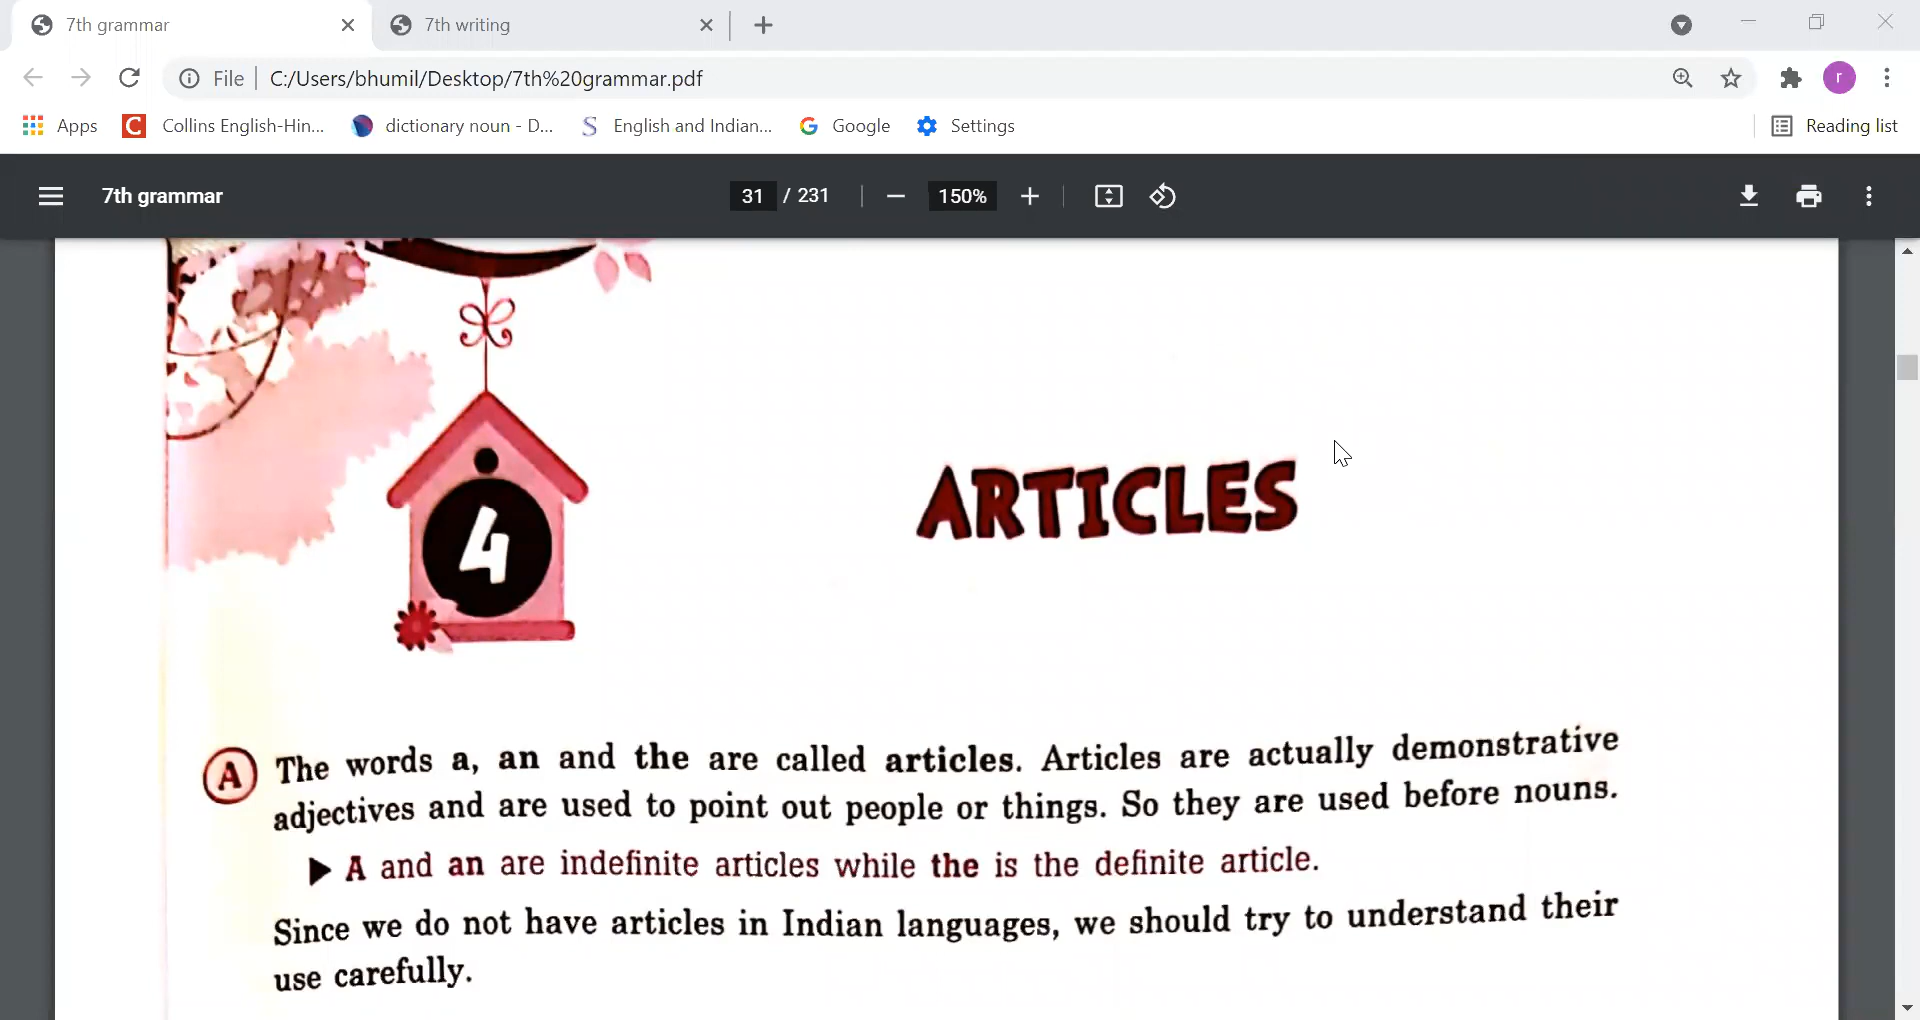 7th grammar
7th writing
File
C:/Users/bhumil/Desktop/7th%20grammar.pdf
r
Apps
Collins English-Hin...
dictionary noun - D...
English and Indian...
Google
Settings
Reading list
7th grammar
31 / 231
150%
4
ARTICLES
A The words a, an and the are called articles. Articles are actually demonstrative
adjectives and are used to point out people or things. So they are used before nouns.
▶ A and an are indefinite articles while the is the definite article.
Since we do not have articles in Indian languages, we should try to understand their
use carefully.